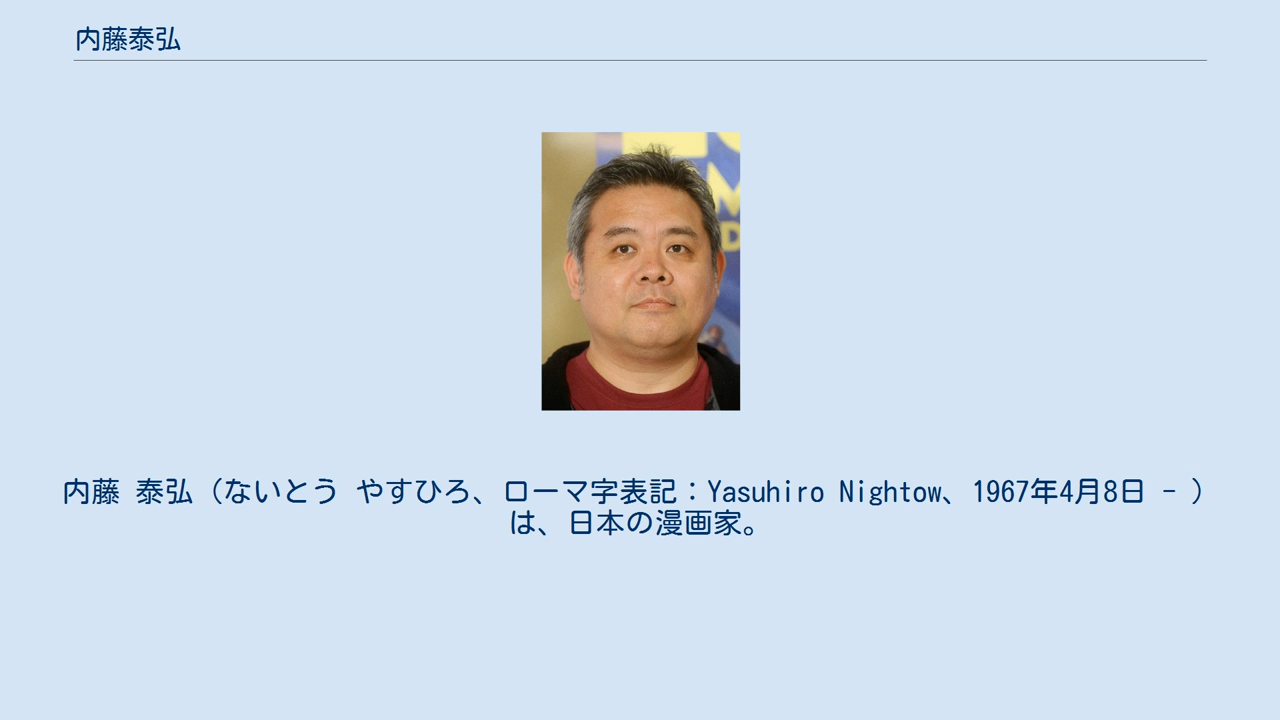 内藤泰弘
内藤 泰弘（ないとう やすひろ、ローマ字表記：Yasuhiro Nightow、1967年4月8日 - ）
は、日本の漫画家。